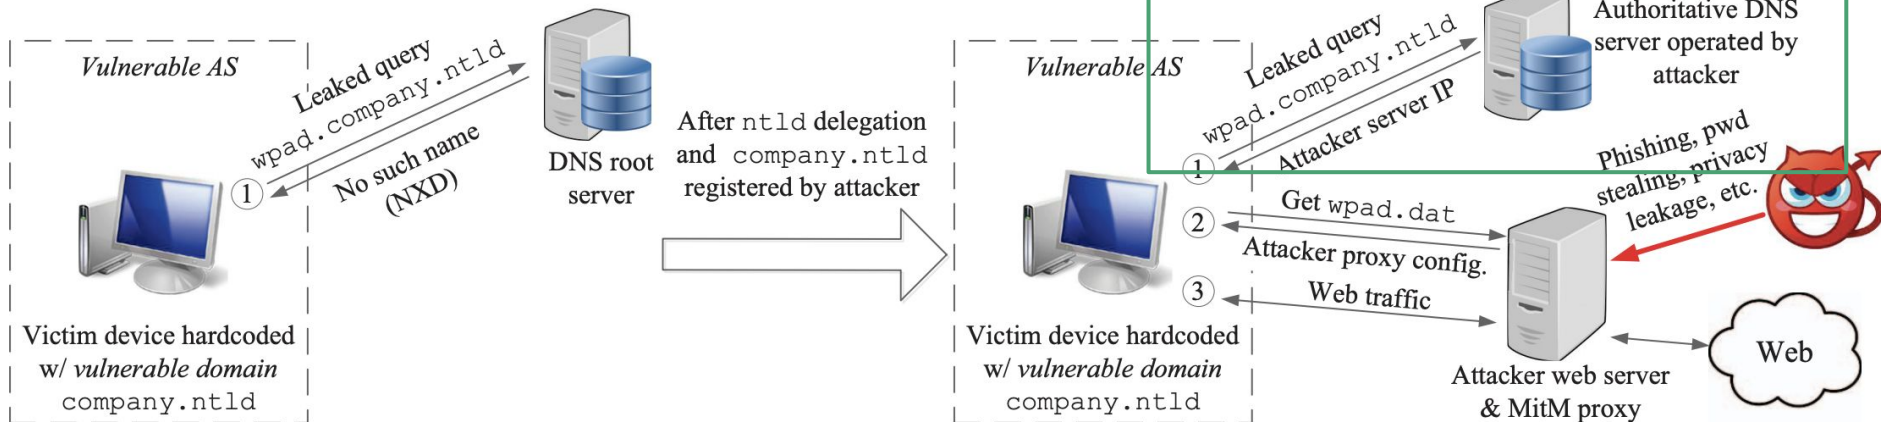 Vulnerable AS
Leaked query
wpad.company.ntld
1
No such name
(NXD)
DNS root
server
Victim device hardcoded
w/ vulnerable domain
company.ntld
After ntld delegation
and company.ntld
registered by attacker
Vulnerable AS
Leaked query
wpad.company.ntld
1
Attacker server IP
Authoritative DNS
server operated by
attacker
Phishing, pwd
stealing, privacy
leakage, etc.
2
Get wpad.dat
Attacker proxy config.
3
Web traffic
Victim device hardcoded
w/ vulnerable domain
company.ntld
Attacker web server
& MitM proxy
Web